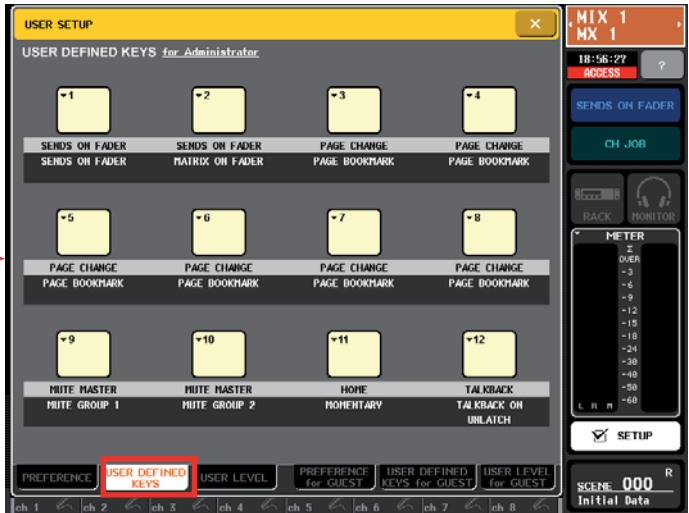 USER SETUP
USER DEFINED KEYS for Administrator
1
2
3
4
SENDS ON FADER
SENDS ON FADER
PAGE CHANGE
PAGE CHANGE
SENDS ON FADER
MATRIX ON FADER
PAGE BOOKMARK
PAGE BOOKMARK
5
6
7
8
PAGE CHANGE
PAGE CHANGE
PAGE CHANGE
PAGE CHANGE
PAGE BOOKMARK
PAGE BOOKMARK
PAGE BOOKMARK
PAGE BOOKMARK
9
10
11
12
MUTE MASTER
MUTE MASTER
HOME
TALKBACK
MUTE GROUP 1
MUTE GROUP 2
MOMENTARY
TALKBACK ON
UNLATCH
PREFERENCE
USER DEFINED
KEYS
USER LEVEL
PREFERENCE
for GUEST
USER DEFINED
KEYS for GUEST
USER LEVEL
for GUEST
ch 1
ch 2
ch 3
ch 4
ch 5
ch 6
ch 7
ch 8
MIX 1
MX 1
18:56:27
ACCESS
?
SENDS ON FADER
CH JOB
RACK
MONITOR
METER
Σ
OVER
-3
-6
-9
-12
-15
-18
-24
-30
-40
-50
-60
L R M
SETUP
SCENE 000
R
Initial Data